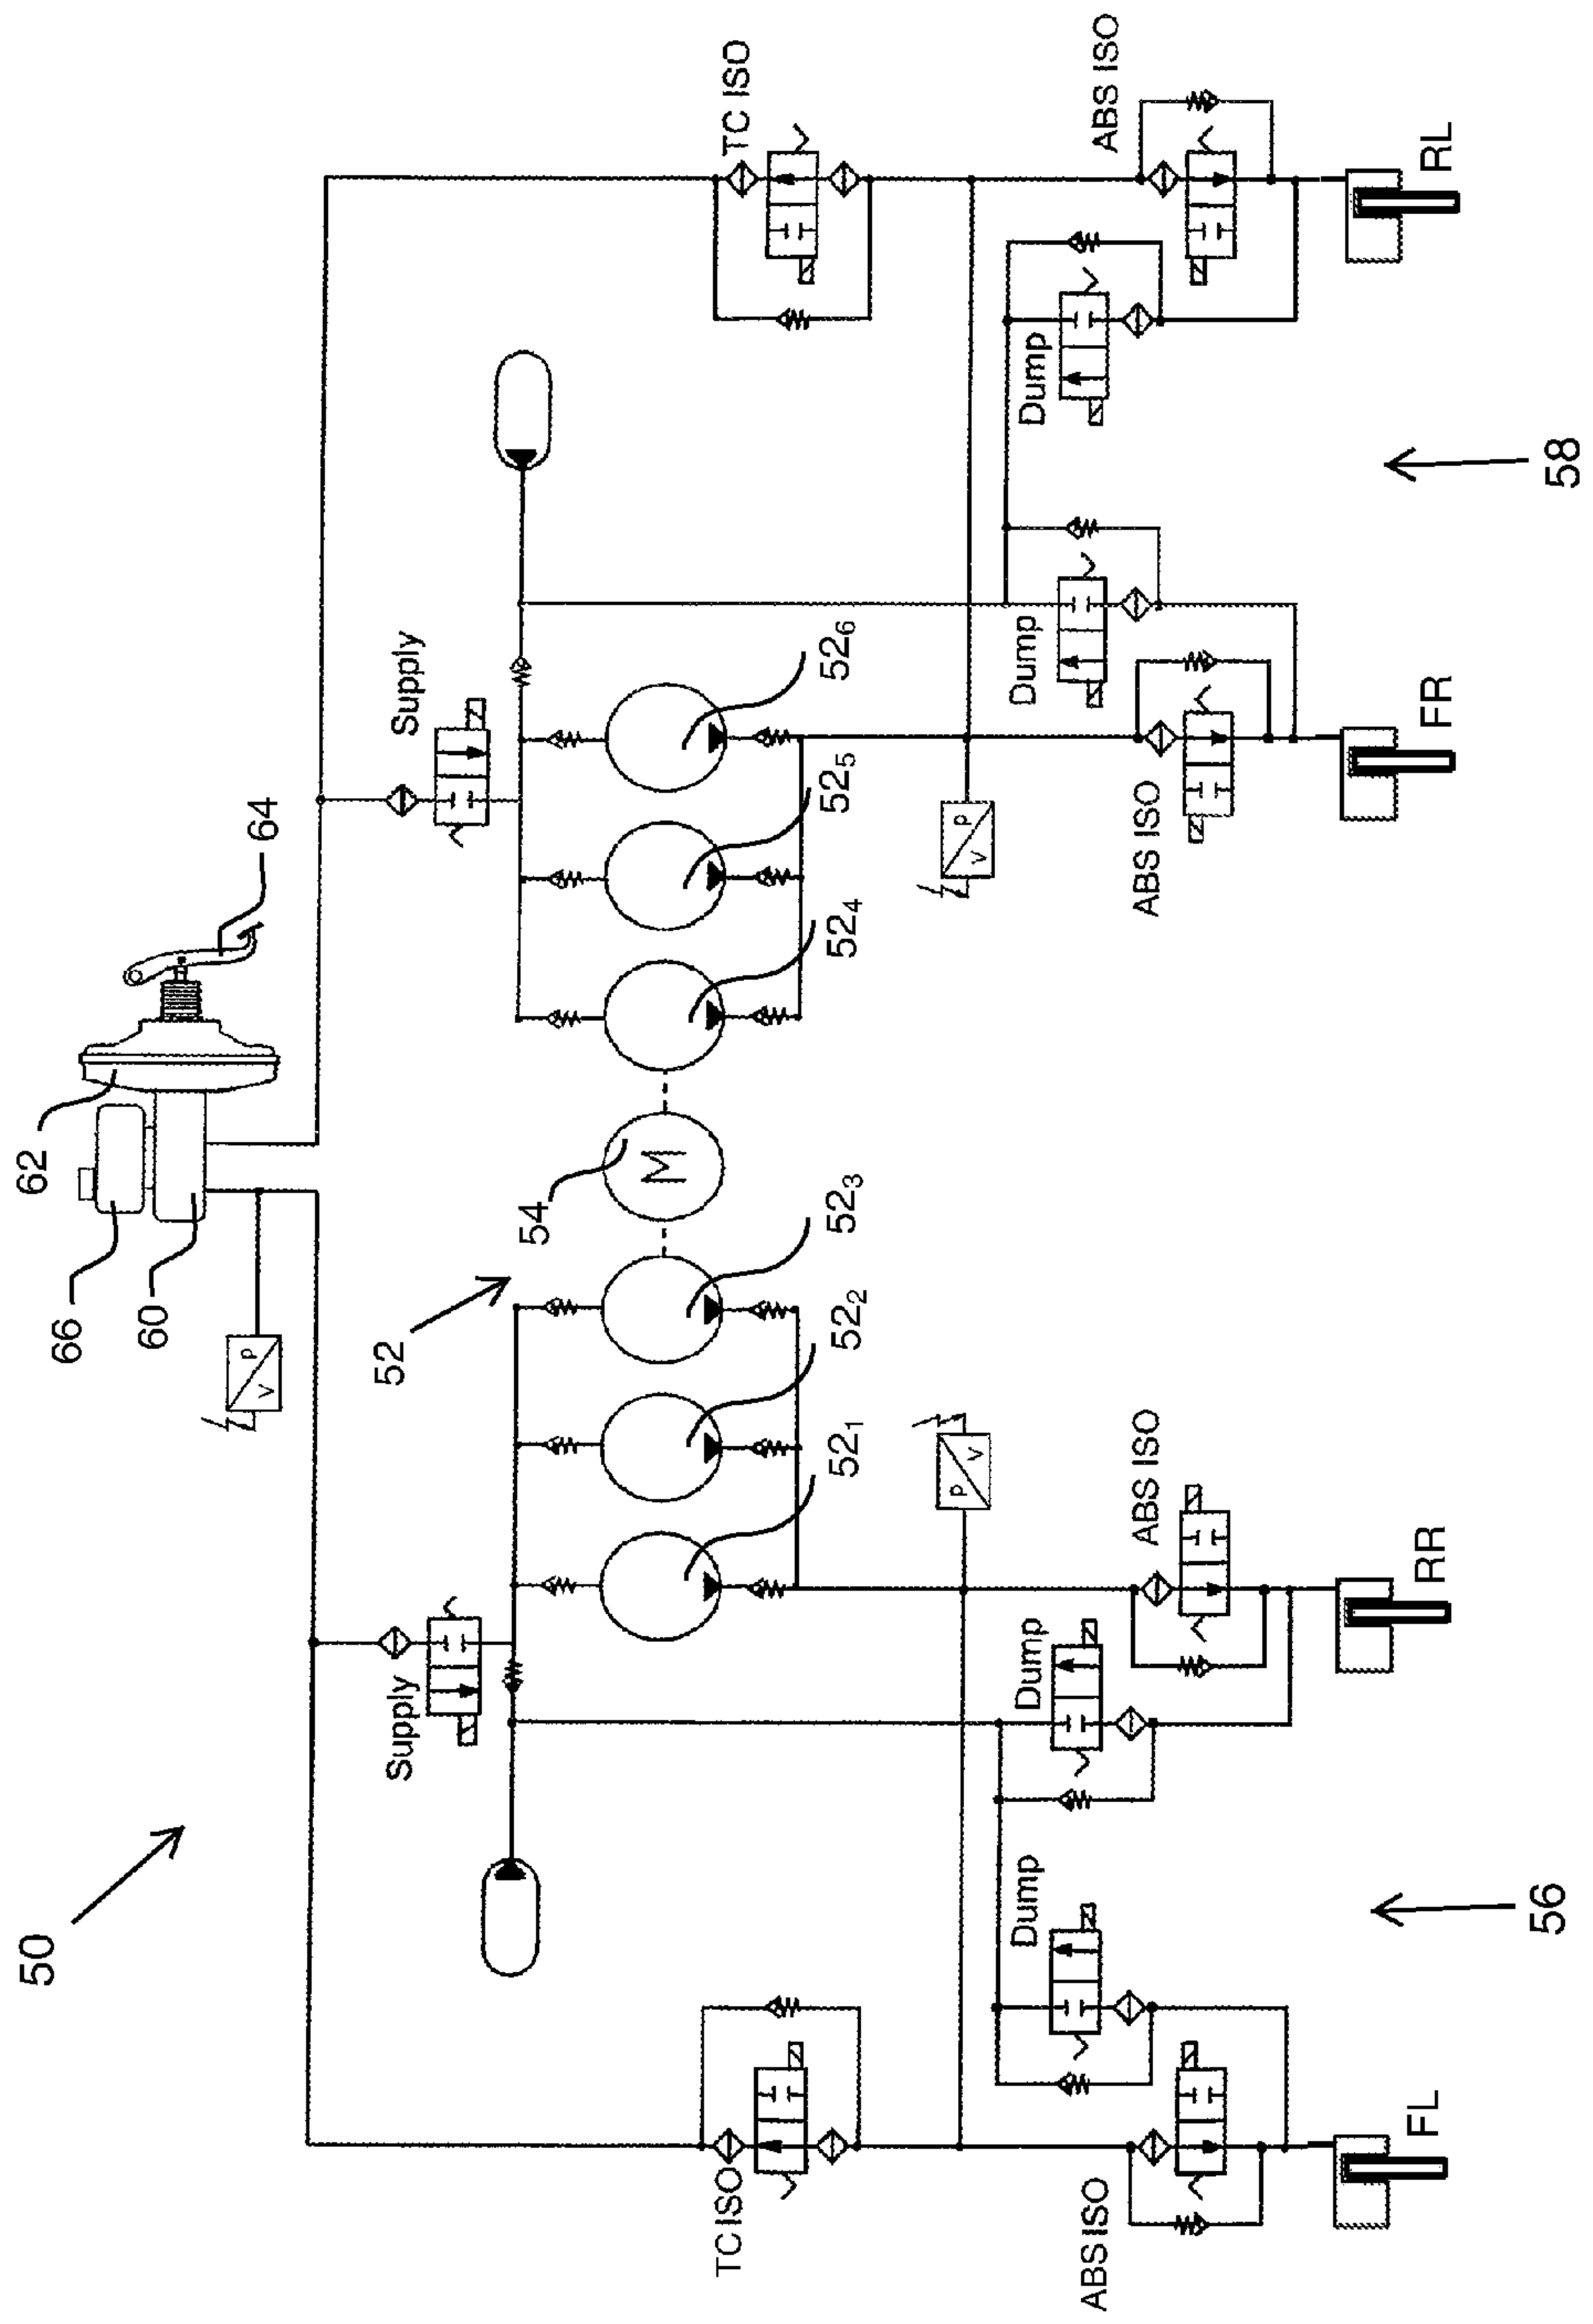 50
66
60
62
64
P
V
52
54
Supply
Supply
TC ISO
TC ISO
52₁
52₂
52₃
52₄
52₅
52₆
M
P
V
P
V
Dump
Dump
Dump
Dump
ABS ISO
ABS ISO
ABS ISO
ABS ISO
FL
RR
FR
RL
56
58